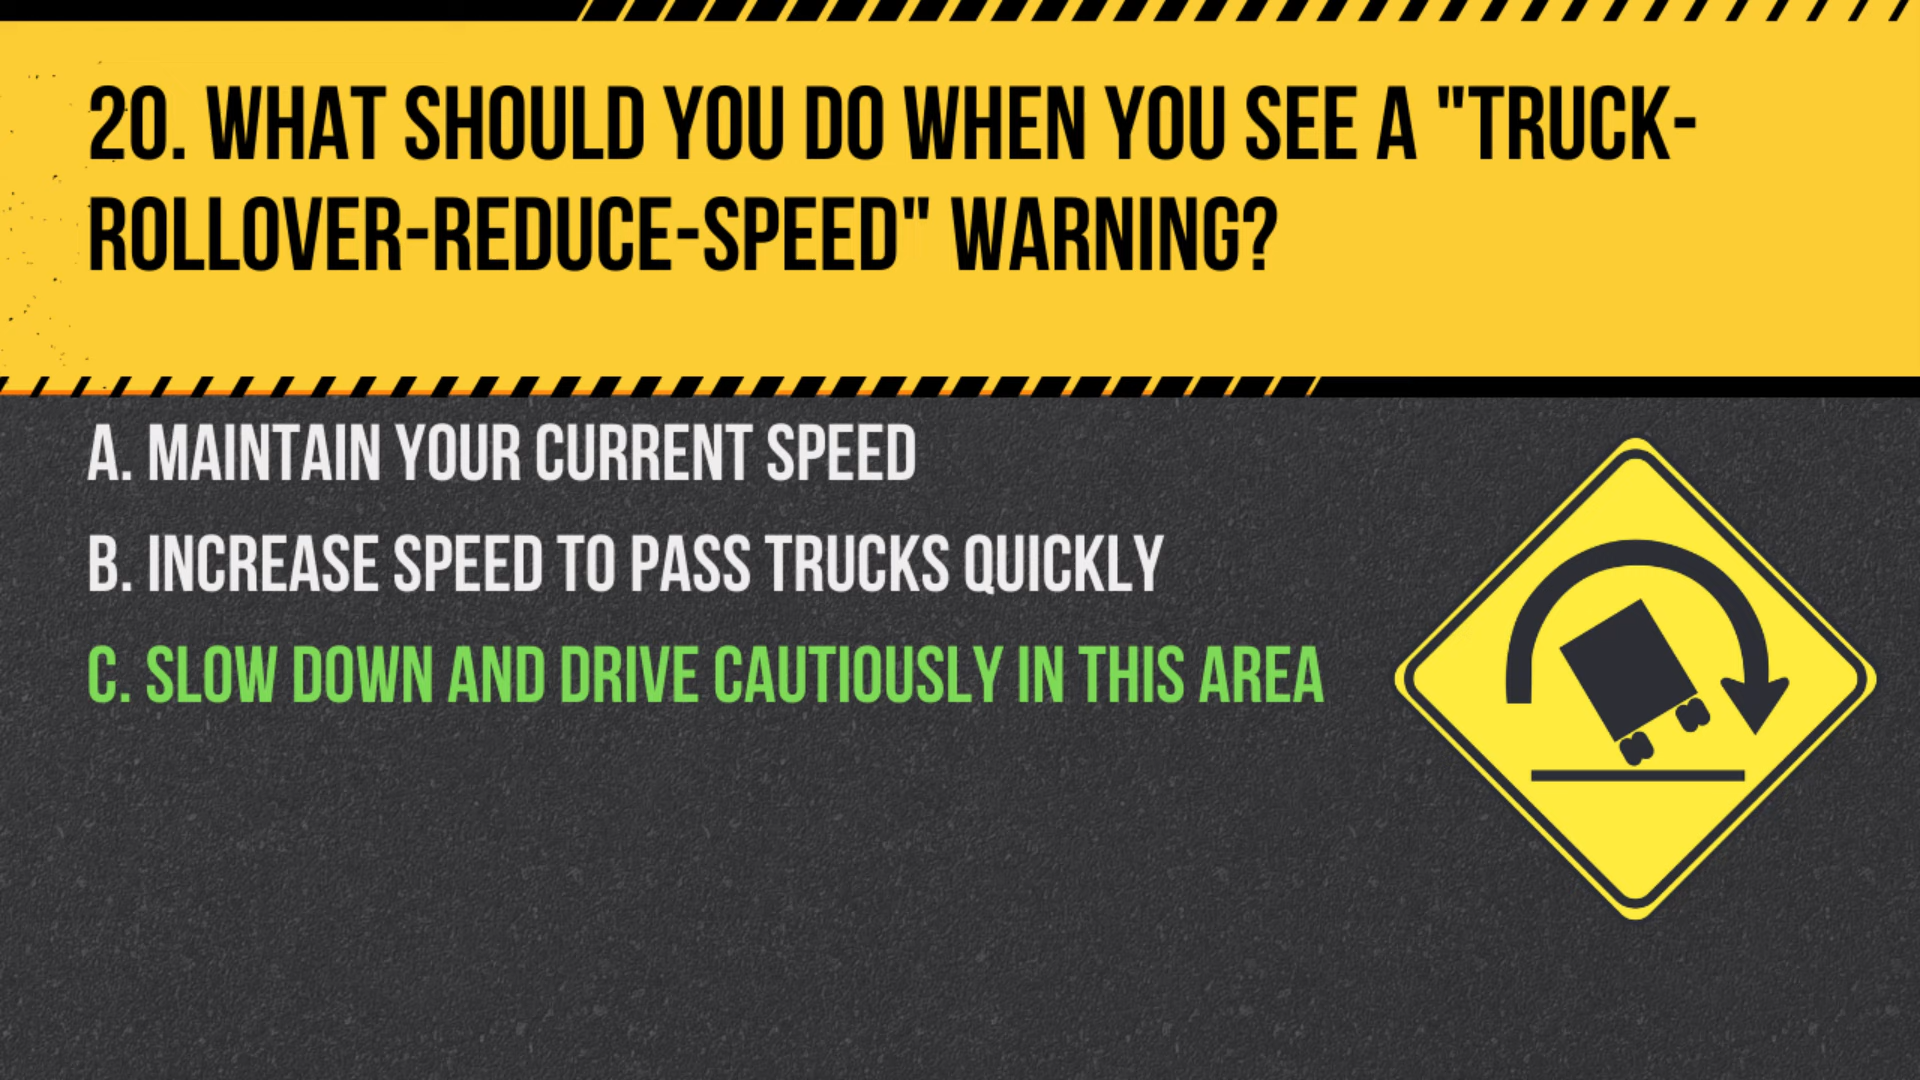 20. WHAT SHOULD YOU DO WHEN YOU SEE A "TRUCK-
ROLLOVER-REDUCE-SPEED" WARNING?
A. MAINTAIN YOUR CURRENT SPEED
B. INCREASE SPEED TO PASS TRUCKS QUICKLY
C. SLOW DOWN AND DRIVE CAUTIOUSLY IN THIS AREA